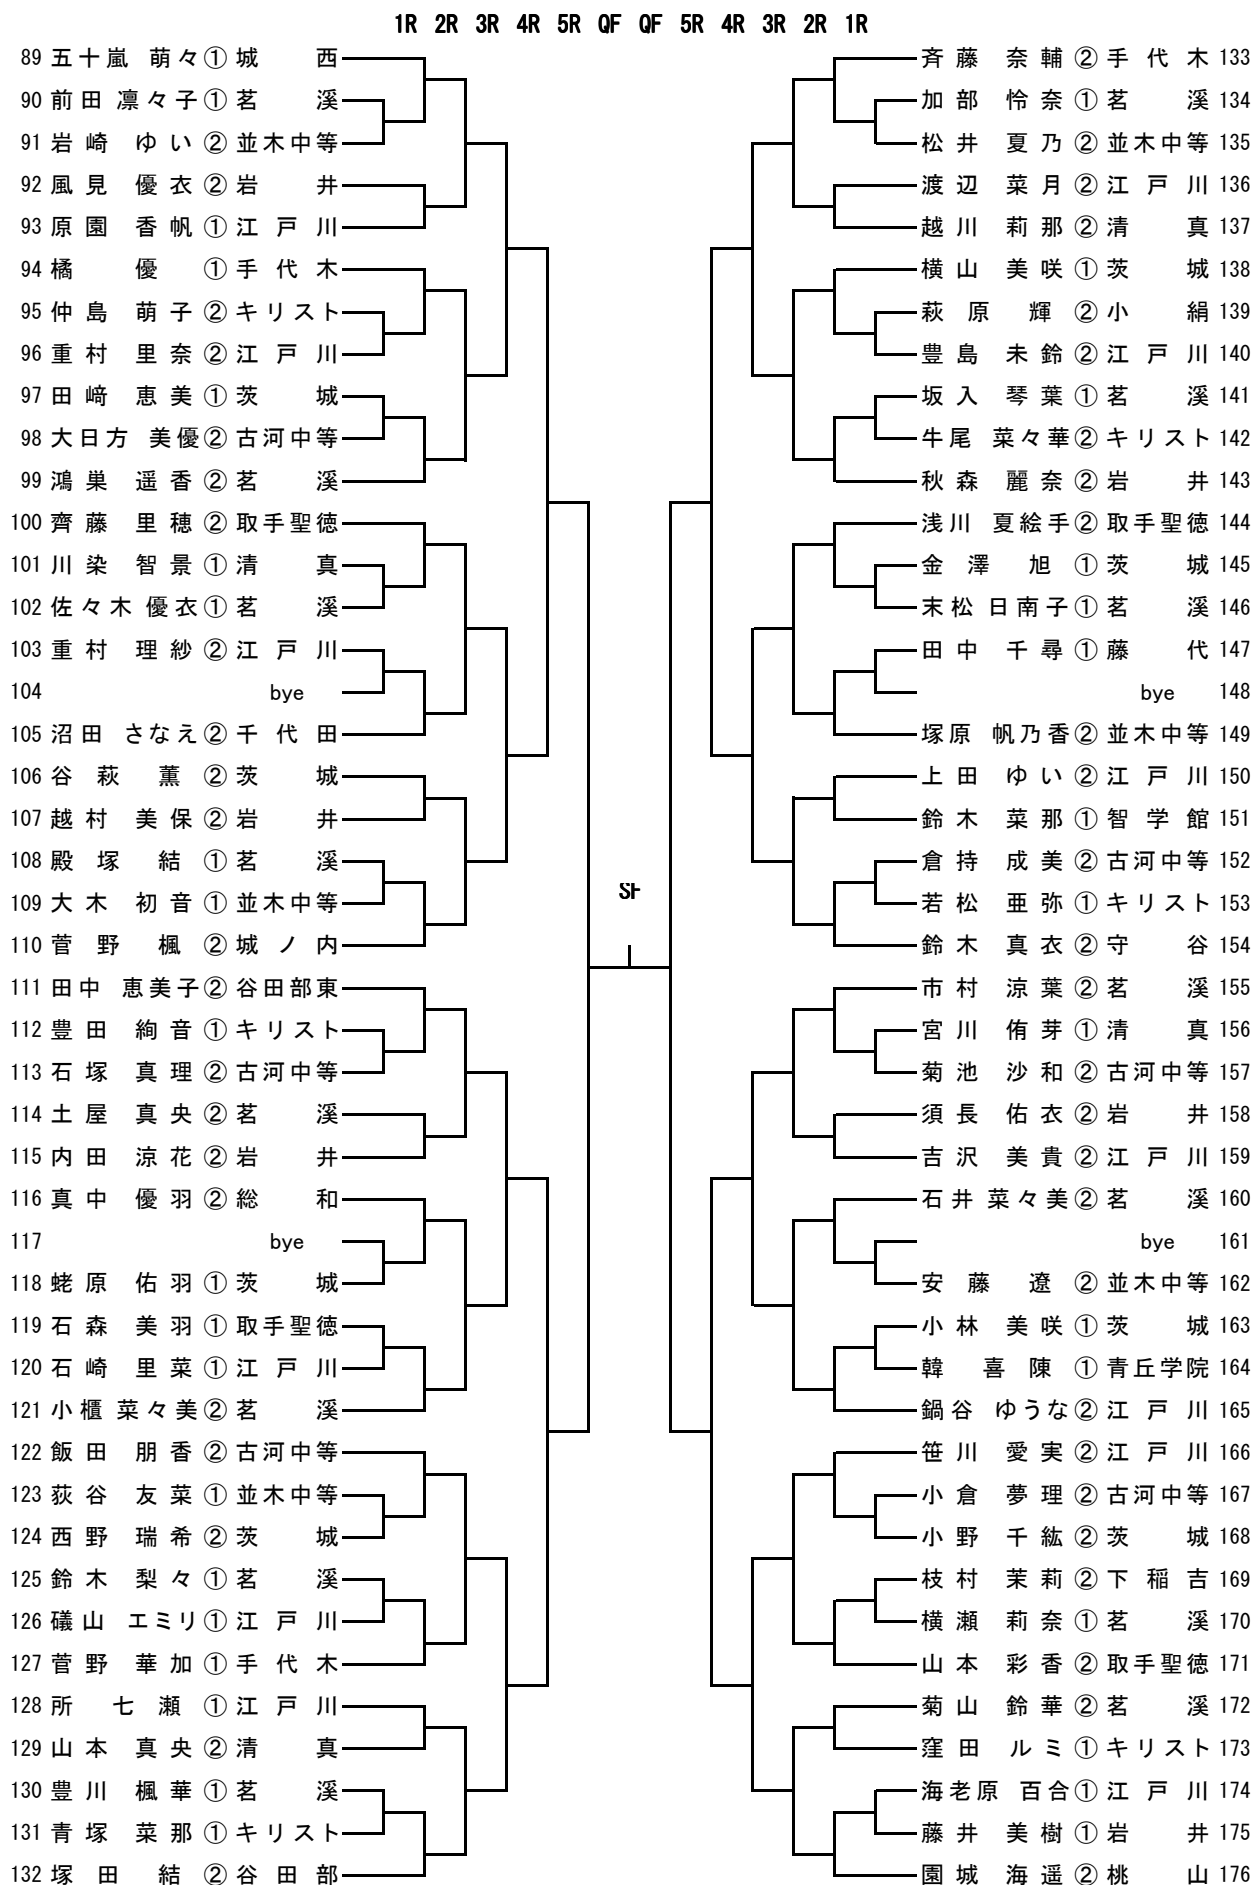 1R 2R 3R 4R 5R QF QF 5R 4R 3R 2R 1R
89 五十嵐 萌々 ① 城 西
90 前田 凛々子 ① 茗 溪
91 岩崎 ゆい ② 並木中等
92 風見 優衣 ② 岩 井
93 原園 香帆 ① 江戸川
94 橘 優 ① 手代木
95 仲島 萌子 ② キリスト
96 重村 里奈 ② 江戸川
97 田﨑 恵美 ① 茨 城
98 大日方 美優 ② 古河中等
99 鴻巣 遥香 ② 茗 溪
100 齊藤 里穂 ② 取手聖徳
101 川染 智景 ① 清 真
102 佐々木 優衣 ① 茗 溪
103 重村 理紗 ② 江戸川
104 bye
105 沼田 さなえ ② 千代田
106 谷萩 薫 ② 茨 城
107 越村 美保 ② 岩 井
108 殿塚 結 ① 茗 溪
109 大木 初音 ① 並木中等
110 菅野 楓 ② 城ノ内
111 田中 恵美子 ② 谷田部東
112 豊田 絢音 ① キリスト
113 石塚 真理 ② 古河中等
114 土屋 真央 ② 茗 溪
115 内田 涼花 ② 岩 井
116 真中 優羽 ② 総 和
117 bye
118 蛯原 佑羽 ① 茨 城
119 石森 美羽 ① 取手聖徳
120 石崎 里菜 ① 江戸川
121 小櫃 菜々美 ② 茗 溪
122 飯田 朋香 ② 古河中等
123 荻谷 友菜 ① 並木中等
124 西野 瑞希 ② 茨 城
125 鈴木 梨々 ① 茗 溪
126 礒山 エミリ ① 江戸川
127 菅野 華加 ① 手代木
128 所 七瀬 ① 江戸川
129 山本 真央 ② 清 真
130 豊川 楓華 ① 茗 溪
131 青塚 菜那 ① キリスト
132 塚田 結 ② 谷田部
SF
斉藤 奈輔 ② 手代木 133
加部 怜奈 ① 茗 溪 134
松井 夏乃 ② 並木中等 135
渡辺 菜月 ② 江戸川 136
越川 莉那 ② 清 真 137
横山 美咲 ① 茨 城 138
萩原 輝 ② 小 絹 139
豊島 未鈴 ② 江戸川 140
坂入 琴葉 ① 茗 溪 141
牛尾 菜々華 ② キリスト 142
秋森 麗奈 ② 岩 井 143
浅川 夏絵手 ② 取手聖徳 144
金澤 旭 ① 茨 城 145
末松 日南子 ① 茗 溪 146
田中 千尋 ① 藤 代 147
bye 148
塚原 帆乃香 ② 並木中等 149
上田 ゆい ② 江戸川 150
鈴木 菜那 ① 智学館 151
倉持 成美 ② 古河中等 152
若松 亜弥 ① キリスト 153
鈴木 真衣 ② 守 谷 154
市村 涼葉 ② 茗 溪 155
宮川 侑芽 ① 清 真 156
菊池 沙和 ② 古河中等 157
須長 佑衣 ② 岩 井 158
吉沢 美貴 ② 江戸川 159
石井 菜々美 ② 茗 溪 160
bye 161
安藤 遼 ② 並木中等 162
小林 美咲 ① 茨 城 163
韓 喜陳 ① 青丘学院 164
鍋谷 ゆうな ② 江戸川 165
笹川 愛実 ② 江戸川 166
小倉 夢理 ② 古河中等 167
小野 千紘 ② 茨 城 168
枝村 茉莉 ② 下稲吉 169
横瀬 莉奈 ① 茗 溪 170
山本 彩香 ② 取手聖徳 171
菊山 鈴華 ② 茗 溪 172
窪田 ルミ ① キリスト 173
海老原 百合 ① 江戸川 174
藤井 美樹 ① 岩 井 175
園城 海遥 ② 桃 山 176